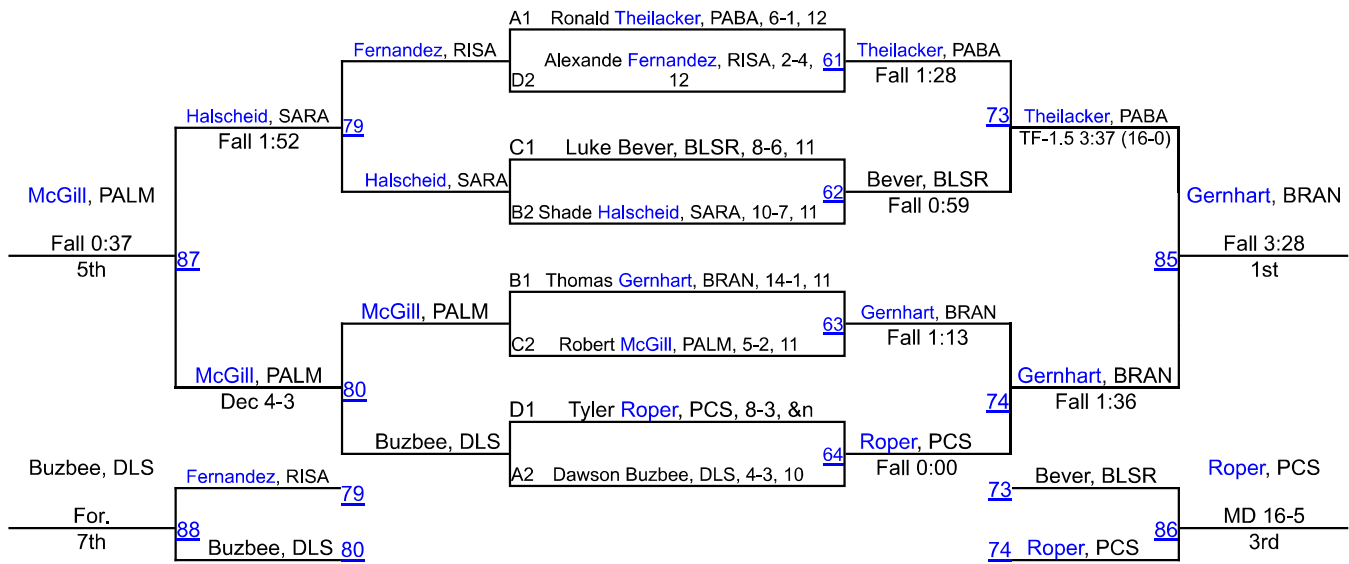 A1 Ronald Theilacker, PABA, 6-1, 12
Fernandez, RISA
Alexande Fernandez, RISA, 2-4, 12
D2
61
Theilacker, PABA
Fall 1:28
Halscheid, SARA
Fall 1:52
79
73
Theilacker, PABA
TF-1.5 3:37 (16-0)
C1 Luke Bever, BLSR, 8-6, 11
Halscheid, SARA
62
Bever, BLSR
Fall 0:59
B2 Shade Halscheid, SARA, 10-7, 11
McGill, PALM
Fall 0:37
5th
87
Gernhart, BRAN
Fall 3:28
1st
85
B1 Thomas Gernhart, BRAN, 14-1, 11
McGill, PALM
63
Gernhart, BRAN
Fall 1:13
C2 Robert McGill, PALM, 5-2, 11
McGill, PALM
Dec 4-3
80
74
Gernhart, BRAN
Fall 1:36
D1 Tyler Roper, PCS, 8-3, &n
Buzbee, DLS
64
Roper, PCS
Fall 0:00
A2 Dawson Buzbee, DLS, 4-3, 10
Buzbee, DLS
For.
7th
Fernandez, RISA
79
88
Buzbee, DLS 80
73
Bever, BLSR
Roper, PCS
MD 16-5
3rd
86
74 Roper, PCS